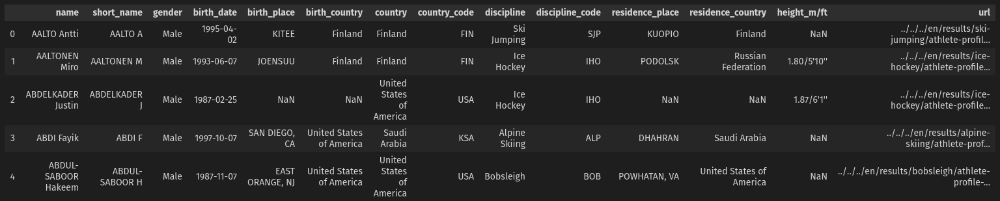 name short_name gender birth_date birth_place birth_country country country_code discipline discipline_code residence_place residence_country height_m/ft url
0 AALTO Antti AALTO A Male 1995-04-02 KITEE Finland Finland FIN Ski Jumping SJP KUOPIO Finland NaN ../../../en/results/ski-jumping/athlete-profil...
1 AALTONEN Miro AALTONEN M Male 1993-06-07 JOENSUU Finland Finland FIN Ice Hockey IHO PODOLSK Russian Federation 1.80/5'10'' ../../../en/results/ice-hockey/athlete-profile...
2 ABDELKADER Justin ABDELKADER J Male 1987-02-25 NaN NaN United States of America USA Ice Hockey IHO NaN NaN 1.87/6'1'' ../../../en/results/ice-hockey/athlete-profile...
3 ABDI Fayik ABDI F Male 1997-10-07 SAN DIEGO, CA United States of America Saudi Arabia KSA Alpine Skiing ALP DHAHRAN Saudi Arabia NaN ../../../en/results/alpine-skiing/athlete-prof...
4 ABDUL-SABOOR Hakeem ABDUL-SABOOR H Male 1987-11-07 EAST ORANGE, NJ United States of America United States of America USA Bobsleigh BOB POWHATAN, VA United States of America NaN ../../../en/results/bobsleigh/athlete-profile-...